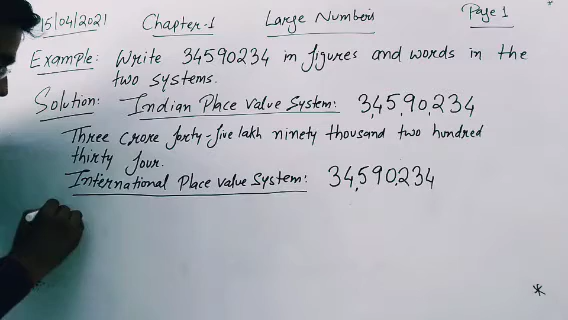 15/04/2021 Chapter-1 Large Numbers Page 1
Example: Write 34590234 in figures and words in the
two systems.
Solution: Indian Place Value System: 3,45,90,234
Three crore forty-five lakh ninety thousand two hundred
thirty four.
International Place Value System: 34,590,234